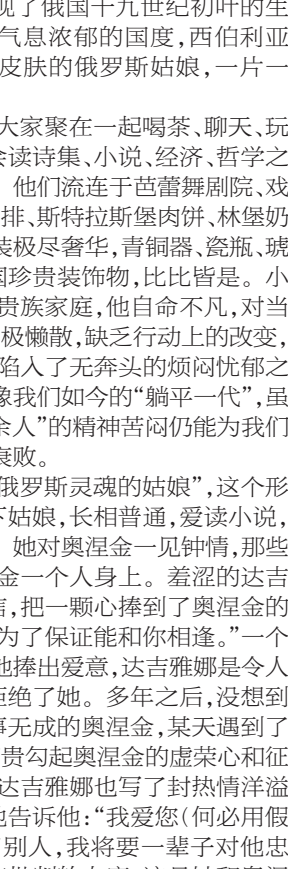 现了俄国十九世纪初叶的生
气息浓郁的国度，西伯利亚
皮肤的俄罗斯姑娘，一片一
大家聚在一起喝茶、聊天、玩
会读诗集、小说、经济、哲学之
他们流连于芭蕾舞剧院、戏
排、斯特拉斯堡肉饼、林堡奶
装极尽奢华，青铜器、瓷瓶、琥
国珍贵装饰物，比比皆是。小
贵族家庭，他自命不凡，对当
极懒散，缺乏行动上的改变，
陷入了无奔头的烦闷忧郁之
像我们如今的“躺平一代”，虽
余人”的精神苦闷仍能为我们
衰败。
俄罗斯灵魂的姑娘”，这个形
下姑娘，长相普通，爱读小说，
她对奥涅金一见钟情，那些
金一个人身上。羞涩的达吉
信，把一颗心捧到了奥涅金的
为了保证能和你相逢。”一个
他捧出爱意，达吉雅娜是令人
拒绝了她。多年之后，没想到
事无成的奥涅金，某天遇到了
贵勾起奥涅金的虚荣心和征
达吉雅娜也写了封热情洋溢
她告诉他：“我爱您（何必用假
别人，我将要一辈子对他忠